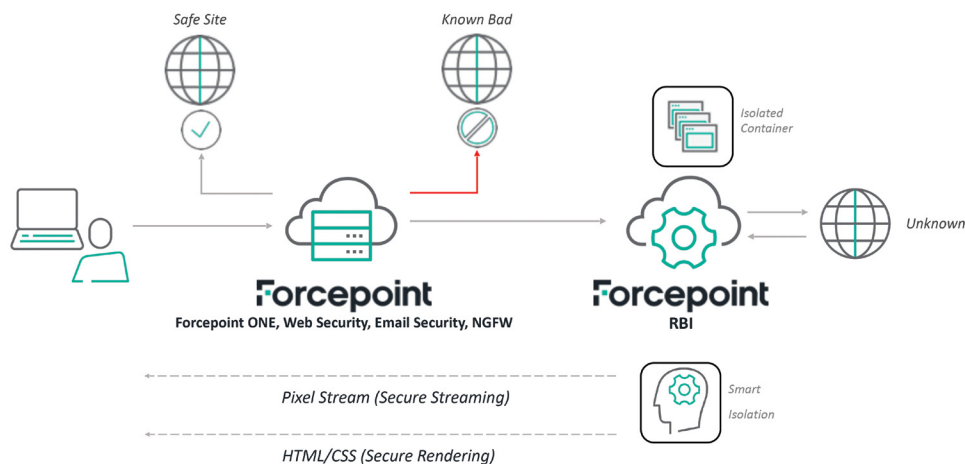 Safe Site
Known Bad
Isolated
Container
Unknown
Forcepoint
Forcepoint ONE, Web Security, Email Security, NGFW
Forcepoint
RBI
Pixel Stream (Secure Streaming)
HTML/CSS (Secure Rendering)
Smart
Isolation